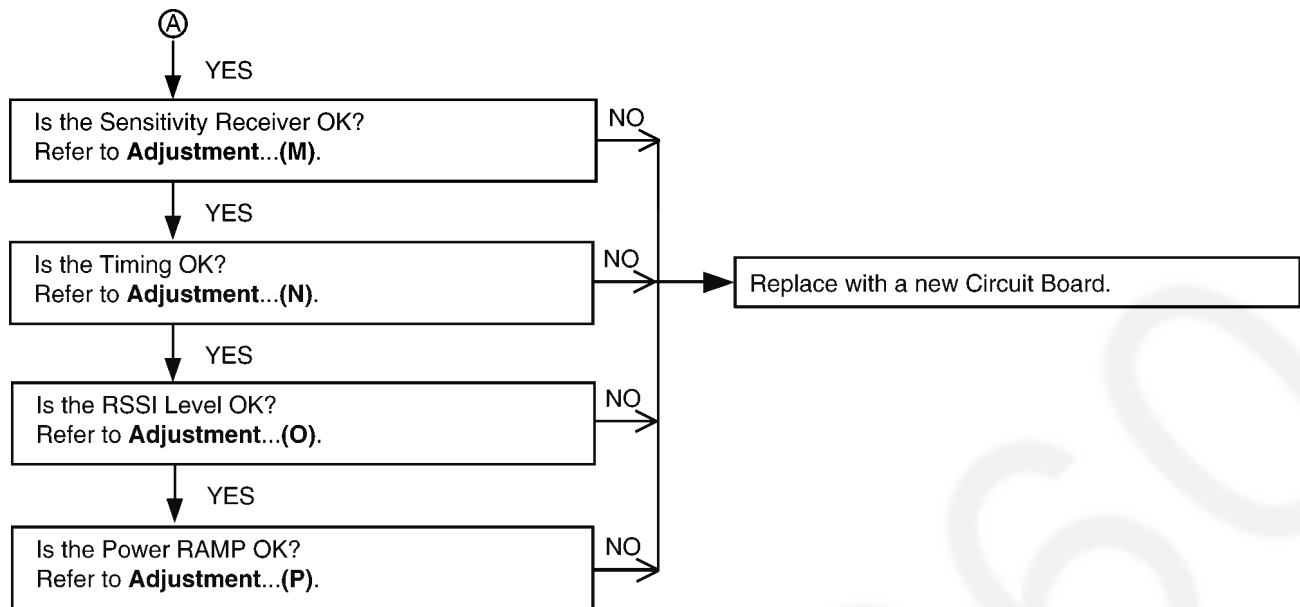 A
YES
Is the Sensitivity Receiver OK?
Refer to Adjustment...(M).
NO
YES
Is the Timing OK?
Refer to Adjustment...(N).
NO
Replace with a new Circuit Board.
YES
Is the RSSI Level OK?
Refer to Adjustment...(O).
NO
YES
Is the Power RAMP OK?
Refer to Adjustment...(P).
NO